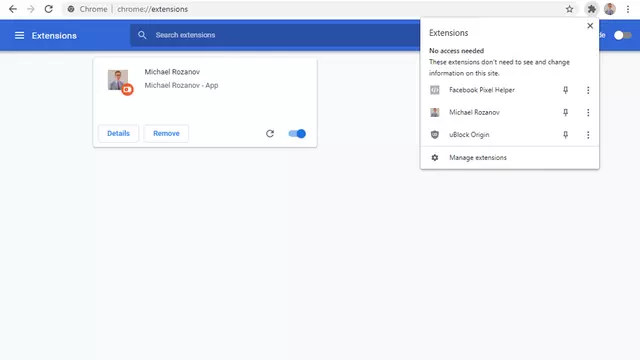 Chrome
chrome://extensions
Extensions
Search extensions
de
Michael Rozanov
Michael Rozanov - App
Details
Remove
Extensions
No access needed
These extensions don't need to see and change
information on this site.
Facebook Pixel Helper
Michael Rozanov
uBlock Origin
Manage extensions